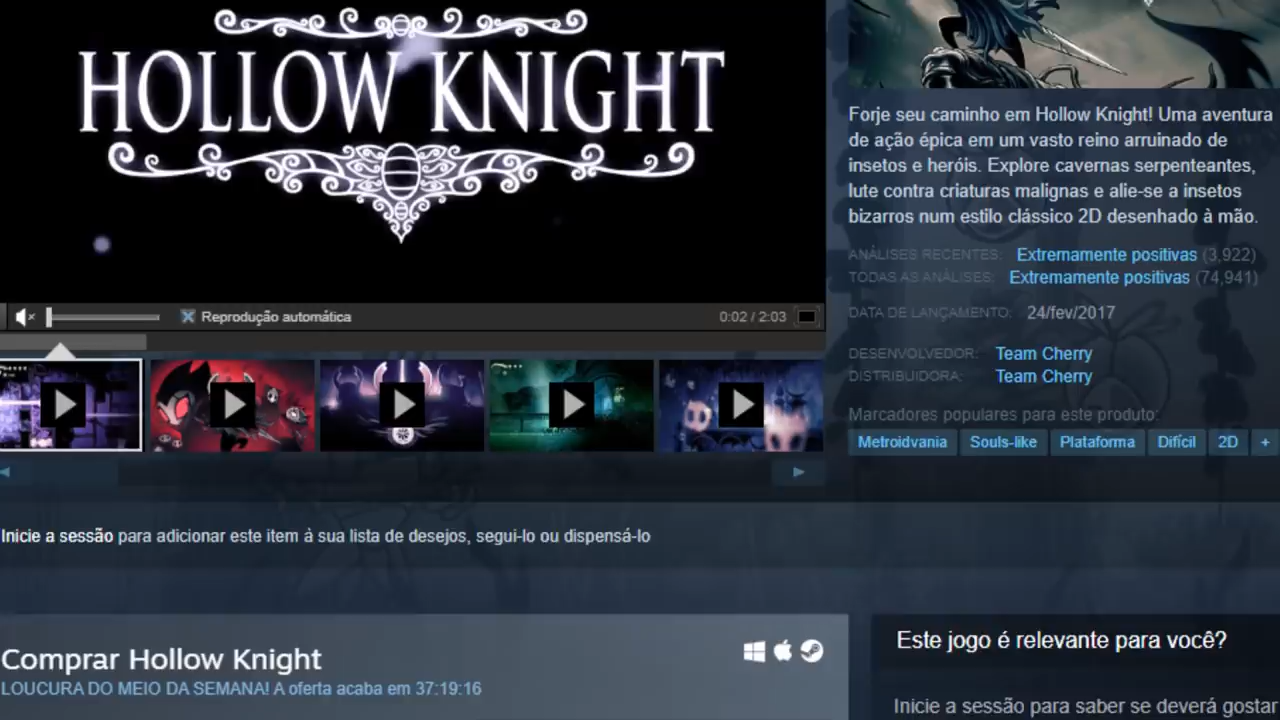 HOLLOW KNIGHT
Reprodução automática
0:02 / 2:03
Inicie a sessão para adicionar este item à sua lista de desejos, segui-lo ou dispensá-lo
Comprar Hollow Knight
LOUCURA DO MEIO DA SEMANA! A oferta acaba em 37:19:16
Forje seu caminho em Hollow Knight! Uma aventura
de ação épica em um vasto reino arruinado de
insetos e heróis. Explore cavernas serpenteantes,
lute contra criaturas malignas e alie-se a insetos
bizarros num estilo clássico 2D desenhado à mão.
ANÁLISES RECENTES: Extremamente positivas (3,922)
TODAS AS ANÁLISES: Extremamente positivas (74,941)
DATA DE LANÇAMENTO: 24/fev/2017
DESENVOLVEDOR: Team Cherry
DISTRIBUIDORA: Team Cherry
Marcadores populares para este produto:
Metroidvania Souls-like Plataforma Difícil 2D +
Este jogo é relevante para você?
Inicie a sessão para saber se deverá gostar